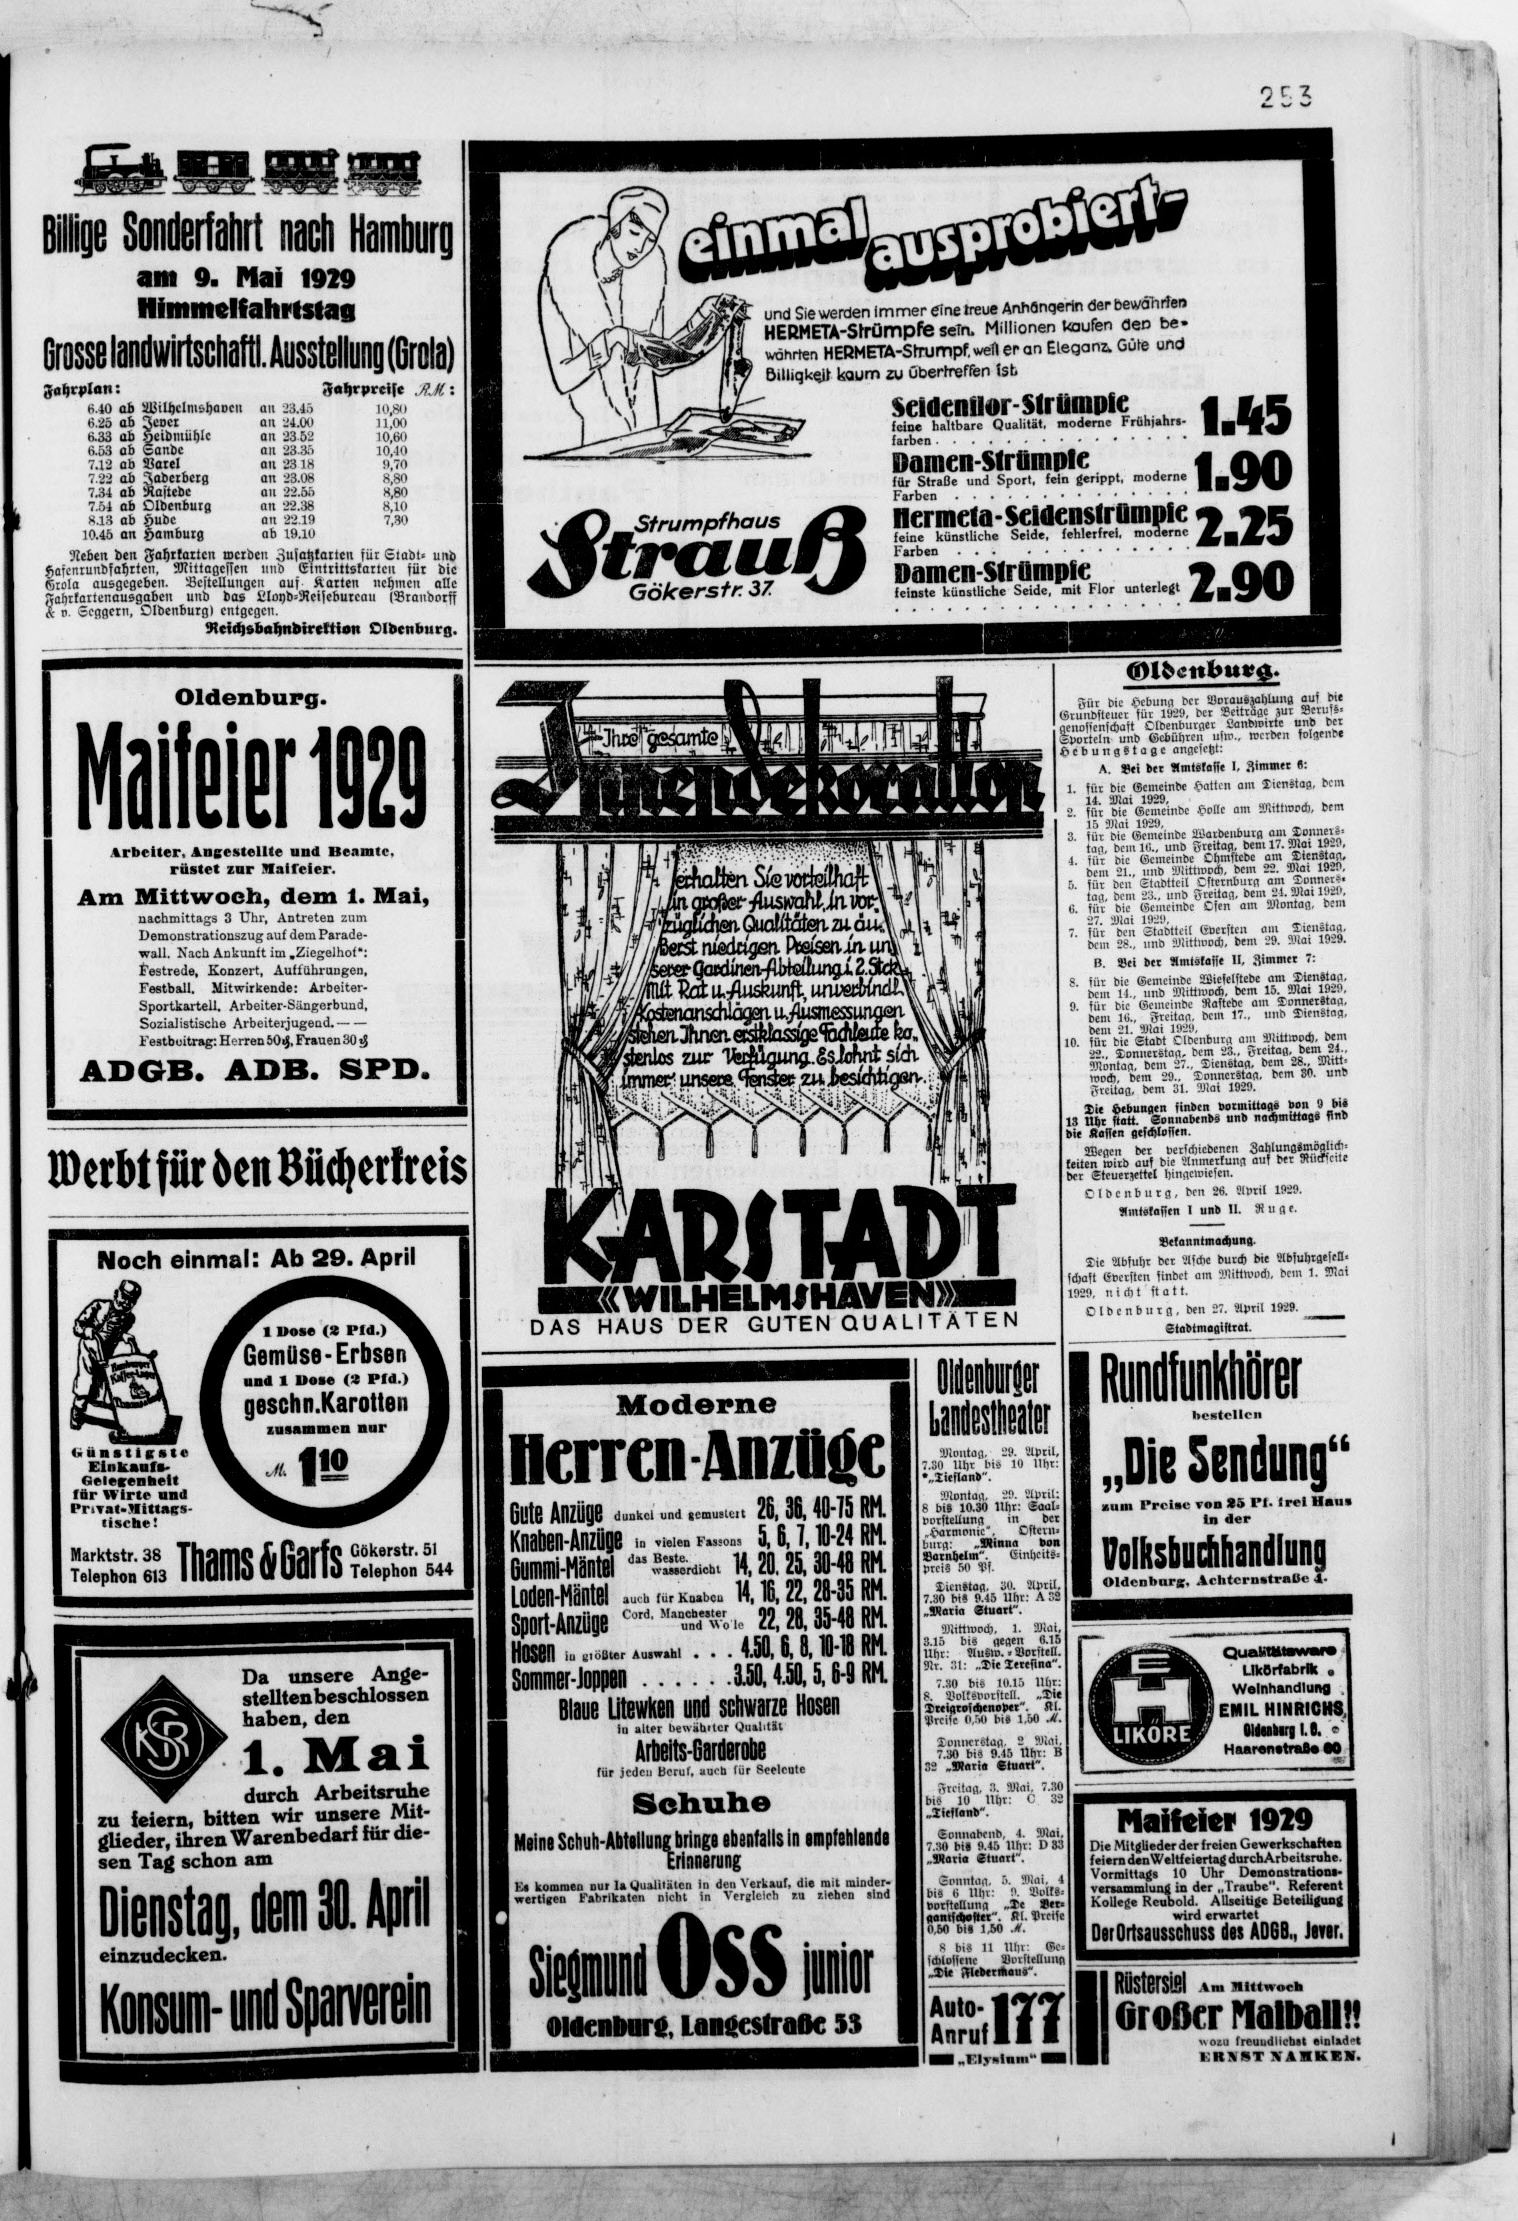 253
Billige Sonderfahrt nach Hamburg
am 9. Mai 1929
Himmelfahrtstag
Grosse landwirtschaftl. Ausstellung (Grola)
Fahrplan: Fahrpreise RM:
6.40 ab Wilhelmshaven an 23.45 10,80
6.25 ab Jever an 24.00 11,00
6.33 ab Heidmühle an 23.52 10,60
6.53 ab Sande an 23.35 10,40
7.12 ab Varel an 23 18 9,70
7.22 ab Jaderberg an 23.08 8,80
7.34 ab Rastede an 22.55 8,80
7.54 ab Oldenburg an 22.38 8,10
8.13 ab Hude an 22.19 7,30
10.45 an Hamburg ab 19.10
Neben den Fahrkarten werden Zusatzkarten für Stadt- und
Hafenrundfahrten, Mittagessen und Eintrittskarten für die
Grola ausgegeben. Bestellungen auf Karten nehmen alle
Fahrkartenausgaben und das Lloyd-Reisebureau (Brandorff
& v. Seggern, Oldenburg) entgegen.
Reichsbahndirektion Oldenburg.
Oldenburg.
Maifeier 1929
Arbeiter, Angestellte und Beamte,
rüstet zur Maifeier.
Am Mittwoch, dem 1. Mai,
nachmittags 3 Uhr, Antreten zum
Demonstrationszug auf dem Parade-
wall. Nach Ankunft im „Ziegelhof“:
Festrede, Konzert, Aufführungen,
Festball. Mitwirkende: Arbeiter-
Sportkartell, Arbeiter-Sängerbund,
Sozialistische Arbeiterjugend. — —
Festbeitrag: Herren 50 ₰, Frauen 30 ₰
ADGB. ADB. SPD.
Werbt für den Bücherkreis
Noch einmal: Ab 29. April
1 Dose (2 Pfd.)
Gemüse-Erbsen
und 1 Dose (2 Pfd.)
geschn. Karotten
zusammen nur
M. 1 10
Hamburger
Kaffee-Lager
Günstigste
Einkaufs-
Gelegenheit
für Wirte und
Privat-Mittags-
tische!
Marktstr. 38
Telephon 613
Thams & Garfs
Gökerstr. 51
Telephon 544
KSR
Da unsere Ange-
stellten beschlossen
haben, den
1. Mai
durch Arbeitsruhe
zu feiern, bitten wir unsere Mit-
glieder, ihren Warenbedarf für die-
sen Tag schon am
Dienstag, dem 30. April
einzudecken.
Konsum- und Sparverein
einmal ausprobiert-
und Sie werden immer eine treue Anhängerin der bewährten
HERMETA-Strümpfe sein. Millionen kaufen den be-
währten HERMETA-Strumpf, weil er an Eleganz, Güte und
Billigkeit kaum zu übertreffen ist.
Seidenflor-Strümpfe
feine haltbare Qualität, moderne Frühjahrs-
farben . . . 1.45
Damen-Strümpfe
für Straße und Sport, fein gerippt, moderne
Farben . . . 1.90
Hermeta-Seidenstrümpfe
feine künstliche Seide, fehlerfrei, moderne
Farben . . . 2.25
Damen-Strümpfe
feinste künstliche Seide, mit Flor unterlegt
. . . 2.90
Strumpfhaus
Strauß
Gökerstr. 37.
Ihre gesamte
Innendekoration
erhalten Sie vorteilhaft
in großer Auswahl, in vor-
züglichen Qualitäten zu äu-
ßerst niedrigen Preisen in un-
serer Gardinen-Abteilung i. 2. Stck.
Mit Rat u. Auskunft, unverbindl.
Kostenanschlägen u. Ausmessungen
stehen Ihnen erstklassige Fachleute ko-
stenlos zur Verfügung. Es lohnt sich
immer unsere Fenster zu besichtigen.
KARSTADT
«WILHELMSHAVEN»
DAS HAUS DER GUTEN QUALITÄTEN
Moderne
Herren-Anzüge
Gute Anzüge dunkel und gemustert 26, 36, 40-75 RM.
Knaben-Anzüge in vielen Fassons 5, 6, 7, 10-24 RM.
Gummi-Mäntel das Beste. wasserdicht 14, 20, 25, 30-48 RM.
Loden-Mäntel auch für Knaben 14, 16, 22, 28-35 RM.
Sport-Anzüge Cord, Manchester und Wolle 22, 28, 35-48 RM.
Hosen in größter Auswahl . . . 4.50, 6, 8, 10-18 RM.
Sommer-Joppen . . . . . . 3.50, 4.50, 5, 6-9 RM.
Blaue Litewken und schwarze Hosen
in alter bewährter Qualität
Arbeits-Garderobe
für jeden Beruf, auch für Seeleute
Schuhe
Meine Schuh-Abteilung bringe ebenfalls in empfehlende
Erinnerung
Es kommen nur la Qualitäten in den Verkauf, die mit minder-
wertigen Fabrikaten nicht in Vergleich zu ziehen sind
Siegmund Oss junior
Oldenburg, Langestraße 53
Oldenburger
Landestheater
Montag, 29. April,
7.30 Uhr bis 10 Uhr:
*„Tiefland“.
Montag, 29. April:
8 bis 10.30 Uhr: Saal-
vorstellung in der
„Harmonie“, Ostern-
burg: „Minna von
Barnhelm“. Einheits-
preis 50 Pf.
Dienstag, 30. April,
7.30 bis 9.45 Uhr: A 32
„Maria Stuart“.
Mittwoch, 1. Mai,
3.15 bis gegen 6.15
Uhr: Ausw.-Vorstell.
Nr. 31: „Die Teresina“.
7.30 bis 10.15 Uhr:
8. Volksvorstell. „Die
Dreigroschenoper“. Kl.
Preise 0,50 bis 1,50 M.
Donnerstag, 2 Mai,
7.30 bis 9.45 Uhr: B
32 „Maria Stuart“.
Freitag, 3. Mai, 7.30
bis 10 Uhr: C 32
„Tiefland“.
Sonnabend, 4. Mai,
7.30 bis 9.45 Uhr: D 33
„Maria Stuart“.
Sonntag, 5. Mai, 4
bis 6 Uhr: 9. Volks-
vorstellung „De Ver-
gantschoster“. Kl. Preise
0,50 bis 1,50 M.
8 bis 11 Uhr: Ge-
schlossene Vorstellung
„Die Fledermaus“.
Auto-
Anruf 177
„Elysium“
Oldenburg.
Für die Hebung der Vorauszahlung auf die
Grundsteuer für 1929, der Beiträge zur Berufs-
genossenschaft Oldenburger Landwirte und der
Sporteln und Gebühren usw., werden folgende
Hebungstage angesetzt:
A. Bei der Amtskasse I, Zimmer 6:
1. für die Gemeinde Hatten am Dienstag, dem
14. Mai 1929,
2. für die Gemeinde Holle am Mittwoch, dem
15 Mai 1929,
3. für die Gemeinde Wardenburg am Donners-
tag, dem 16., und Freitag, dem 17. Mai 1929,
4. für die Gemeinde Ohmstede am Dienstag,
dem 21., und Mittwoch, dem 22. Mai 1929,
5. für den Stadtteil Osternburg am Donners-
tag, dem 23., und Freitag, dem 24. Mai 1929,
6. für die Gemeinde Ofen am Montag, dem
27. Mai 1929,
7. für den Stadtteil Eversten am Dienstag,
dem 28., und Mittwoch, dem 29. Mai 1929.
B. Bei der Amtskasse II, Zimmer 7:
8. für die Gemeinde Wiefelstede am Dienstag,
dem 14., und Mittwoch, dem 15. Mai 1929,
9. für die Gemeinde Rastede am Donnerstag,
dem 16., Freitag, dem 17., und Dienstag,
dem 21. Mai 1929,
10. für die Stadt Oldenburg am Mittwoch, dem
22., Donnerstag, dem 23., Freitag, dem 24.,
Montag, dem 27., Dienstag, dem 28., Mitt-
woch, dem 29., Donnerstag, dem 30. und
Freitag, dem 31. Mai 1929.
Die Hebungen finden vormittags von 9 bis
13 Uhr statt. Sonnabends und nachmittags sind
die Kassen geschlossen.
Wegen der verschiedenen Zahlungsmöglich-
keiten wird auf die Anmerkung auf der Rückseite
der Steuerzettel hingewiesen.
Oldenburg, den 26. April 1929.
Amtskassen I und II. Ruge.
Bekanntmachung.
Die Abfuhr der Asche durch die Abfuhrgesell-
schaft Eversten findet am Mittwoch, dem 1. Mai
1929, nicht statt.
Oldenburg, den 27. April 1929.
Stadtmagistrat.
Rundfunkhörer
bestellen
„Die Sendung“
zum Preise von 25 Pf. frei Haus
in der
Volksbuchhandlung
Oldenburg, Achternstraße 4.
E
H
LIKÖRE
Qualitätsware
Likörfabrik
Weinhandlung
EMIL HINRICHS,
Oldenburg i. O.
Haarenstraße 60
Maifeier 1929
Die Mitglieder der freien Gewerkschaften
feiern den Weltfeiertag durch Arbeitsruhe.
Vormittags 10 Uhr Demonstrations-
versammlung in der „Traube“. Referent
Kollege Reubold. Allseitige Beteiligung
wird erwartet
Der Ortsausschuss des ADGB., Jever.
Rüstersiel Am Mittwoch
Großer Maiball!!
wozu freundlichst einladet
ERNST NAMKEN.